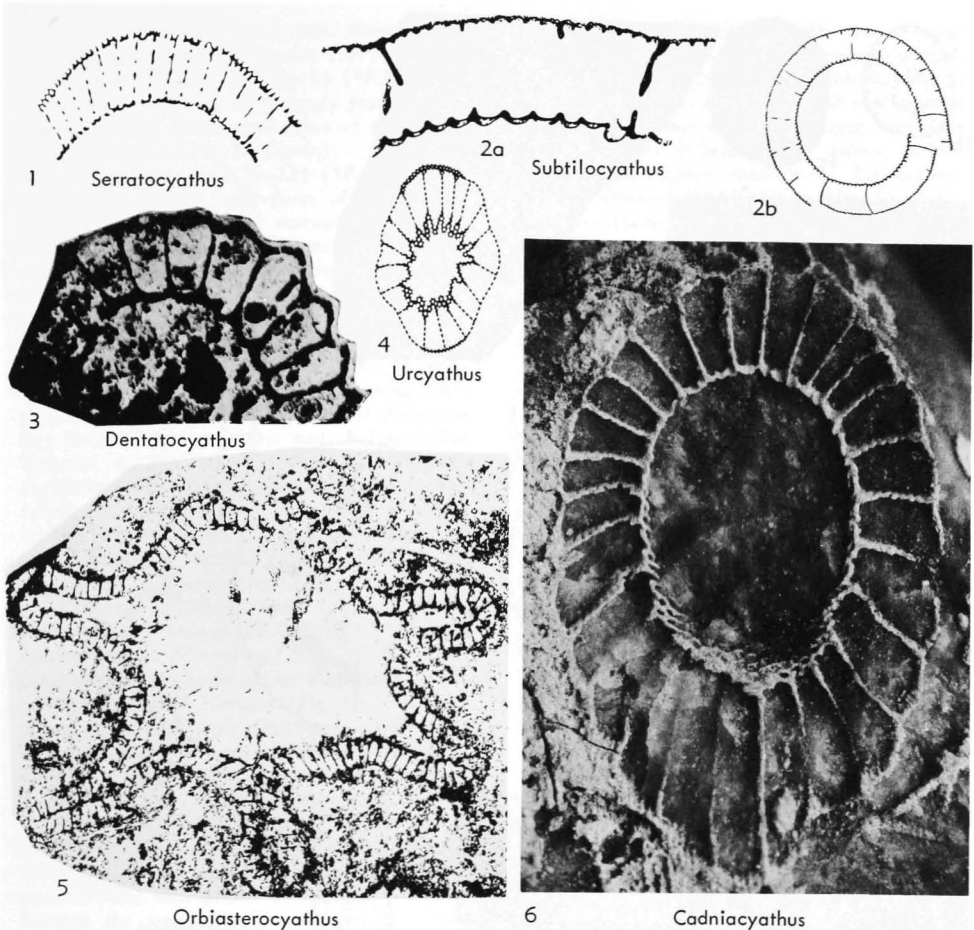 1 Serratocyathus
2a
Subtilocyathus
2b
3
Dentatocyathus
4
Urcyathus
5
Orbiasterocyathus
6 Cadniacyathus